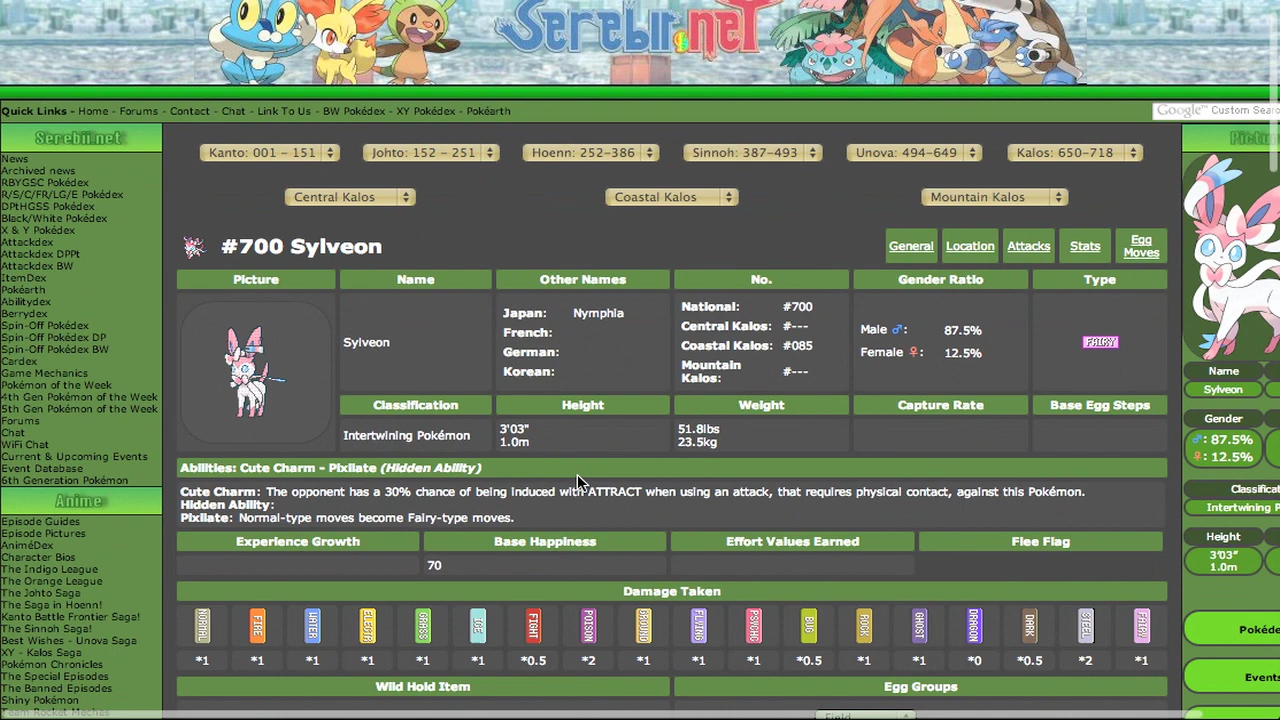 Serebii.net
Quick Links - Home - Forums - Contact - Chat - Link To Us - BW Pokédex - XY Pokédex - Pokéarth
Google™ Custom Sear
Serebii.net
News
Archived news
RBYGSC Pokédex
R/S/C/FR/LG/E Pokédex
DPtHGSS Pokédex
Black/White Pokédex
X & Y Pokédex
Attackdex
Attackdex DPPt
Attackdex BW
ItemDex
Pokéarth
Abilitydex
Berrydex
Spin-Off Pokédex
Spin-Off Pokédex DP
Spin-Off Pokédex BW
Cardex
Game Mechanics
Pokémon of the Week
4th Gen Pokémon of the Week
5th Gen Pokémon of the Week
Forums
Chat
WiFi Chat
Current & Upcoming Events
Event Database
6th Generation Pokémon
Anime
Episode Guides
Episode Pictures
AniméDex
Character Bios
The Indigo League
The Orange League
The Johto Saga
The Saga in Hoenn!
Kanto Battle Frontier Saga!
The Sinnoh Saga!
Best Wishes - Unova Saga
XY - Kalos Saga
Pokémon Chronicles
The Special Episodes
The Banned Episodes
Shiny Pokémon
Team Rocket Mechas
Kanto: 001 - 151 Johto: 152 - 251 Hoenn: 252-386 Sinnoh: 387-493 Unova: 494-649 Kalos: 650-718
Central Kalos Coastal Kalos Mountain Kalos
#700 Sylveon General Location Attacks Stats Egg Moves
Picture Name Other Names No. Gender Ratio Type
Sylveon
Japan: Nymphia
French:
German:
Korean:
National: #700
Central Kalos: #---
Coastal Kalos: #085
Mountain Kalos: #---
Male ♂: 87.5%
Female ♀: 12.5%
FAIRY
Classification Height Weight Capture Rate Base Egg Steps
Intertwining Pokémon 3'03" 51.8lbs
1.0m 23.5kg
Abilities: Cute Charm - Pixilate (Hidden Ability)
Cute Charm: The opponent has a 30% chance of being induced with ATTRACT when using an attack, that requires physical contact, against this Pokémon.
Hidden Ability:
Pixilate: Normal-type moves become Fairy-type moves.
Experience Growth Base Happiness Effort Values Earned Flee Flag
70
Damage Taken
NORMAL FIRE WATER ELECTR GRASS ICE FIGHT POISON GROUND FLYING PSYCHC BUG ROCK GHOST DRAGON DARK STEEL FAIRY
*1 *1 *1 *1 *1 *1 *0.5 *2 *1 *1 *1 *0.5 *1 *1 *0 *0.5 *2 *1
Wild Hold Item Egg Groups
Field
Pictur
Name
Sylveon
Gender
♂: 87.5%
♀: 12.5%
Classificat
Intertwining P
Height
3'03"
1.0m
Pokéde
Events